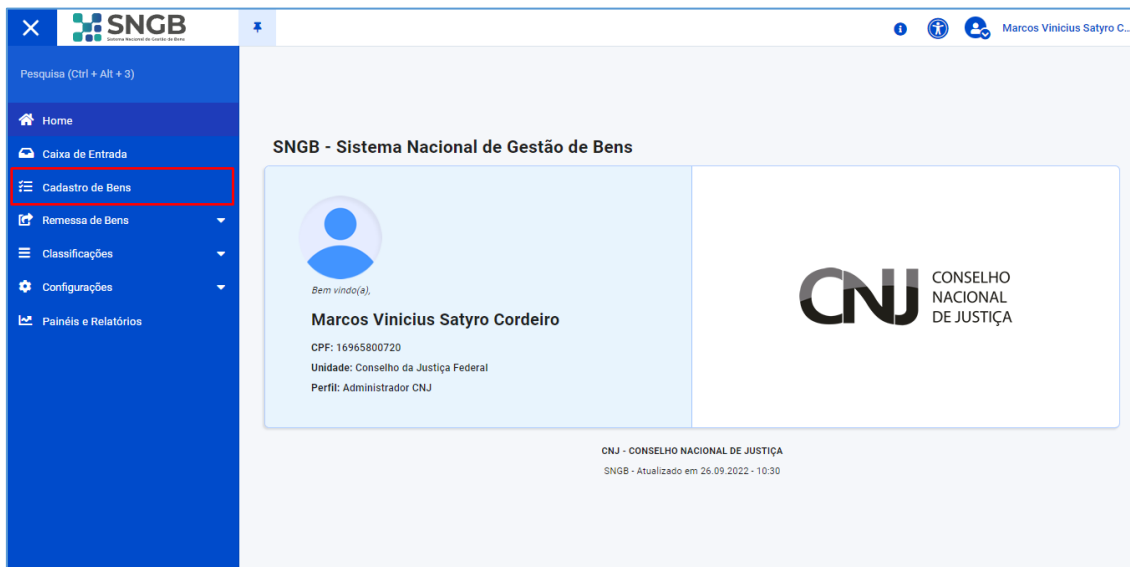 SNGB
Sistema Nacional de Gestão de Bens
Marcos Vinicius Satyro C...
Pesquisa (Ctrl + Alt + 3)
Home
Caixa de Entrada
Cadastro de Bens
Remessa de Bens
Classificações
Configurações
Painéis e Relatórios
SNGB - Sistema Nacional de Gestão de Bens
Bem vindo(a),
Marcos Vinicius Satyro Cordeiro
CPF: 16965800720
Unidade: Conselho da Justiça Federal
Perfil: Administrador CNJ
CNJ
CONSELHO
NACIONAL
DE JUSTIÇA
CNJ - CONSELHO NACIONAL DE JUSTIÇA
SNGB - Atualizado em 26.09.2022 - 10:30